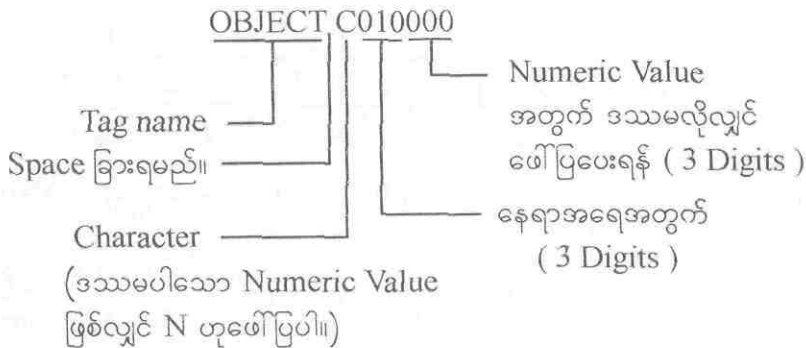 OBJECT C010000
Numeric Value
အတွက် ဒဿမလိုလျှင်
ဖေါ်ပြပေးရန် ( 3 Digits )
Tag name
Space ခြားရမည်။
နေရာအရေအတွက်
( 3 Digits )
Character
(ဒဿမပါသော Numeric Value
ဖြစ်လျှင် N ဟုဖေါ်ပြပါ။)